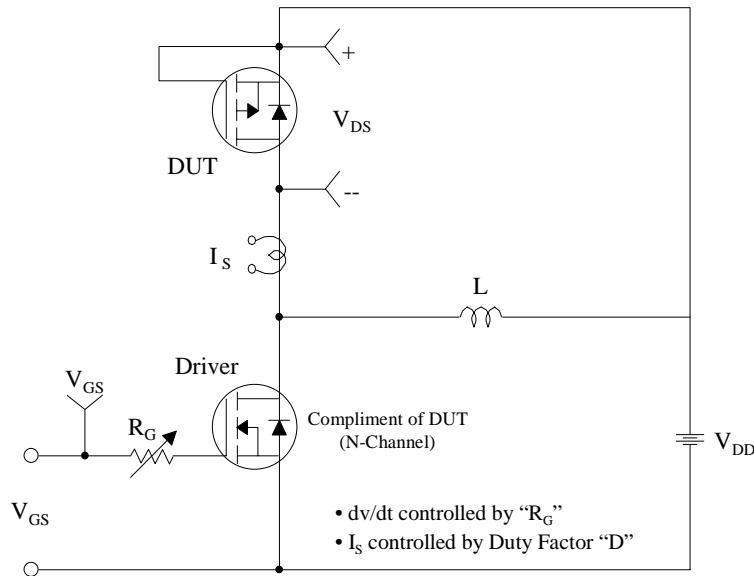 +
V_DS
DUT
--
I_S
L
Driver
V_GS
R_G
Compliment of DUT
(N-Channel)
V_DD
V_GS
• dv/dt controlled by “R_G”
• I_S controlled by Duty Factor “D”